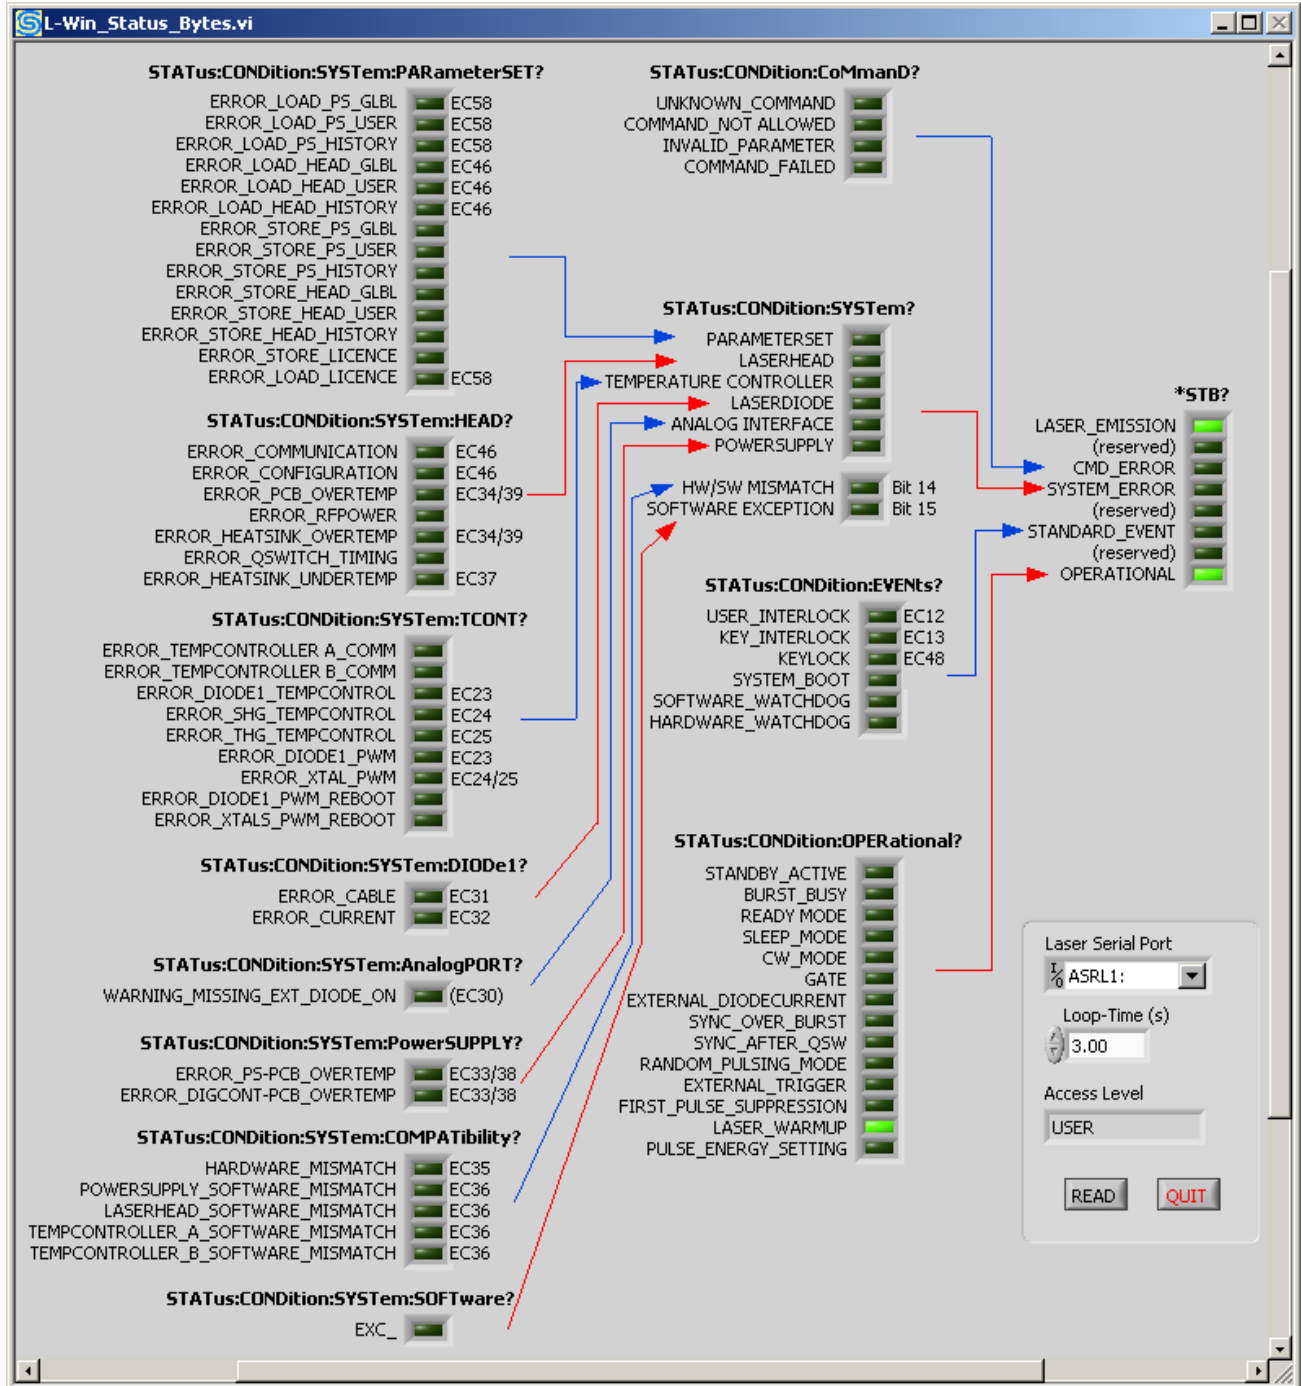 L-Win_Status_Bytes.vi
STATus:CONDition:SYSTem:PARameterSET?
ERROR_LOAD_PS_GLBL EC58
ERROR_LOAD_PS_USER EC58
ERROR_LOAD_PS_HISTORY EC58
ERROR_LOAD_HEAD_GLBL EC46
ERROR_LOAD_HEAD_USER EC46
ERROR_LOAD_HEAD_HISTORY EC46
ERROR_STORE_PS_GLBL
ERROR_STORE_PS_USER
ERROR_STORE_PS_HISTORY
ERROR_STORE_HEAD_GLBL
ERROR_STORE_HEAD_USER
ERROR_STORE_HEAD_HISTORY
ERROR_STORE_LICENCE
ERROR_LOAD_LICENCE EC58
STATus:CONDition:SYSTem:HEAD?
ERROR_COMMUNICATION EC46
ERROR_CONFIGURATION EC46
ERROR_PCB_OVERTEMP EC34/39
ERROR_RFPOWER
ERROR_HEATSINK_OVERTEMP EC34/39
ERROR_QSWITCH_TIMING
ERROR_HEATSINK_UNDERTEMP EC37
STATus:CONDition:SYSTem:TCONT?
ERROR_TEMPCONTROLLER A_COMM
ERROR_TEMPCONTROLLER B_COMM
ERROR_DIODE1_TEMPCONTROL EC23
ERROR_SHG_TEMPCONTROL EC24
ERROR_THG_TEMPCONTROL EC25
ERROR_DIODE1_PWM EC23
ERROR_XTAL_PWM EC24/25
ERROR_DIODE1_PWM_REBOOT
ERROR_XTALS_PWM_REBOOT
STATus:CONDition:SYSTem:DIODe1?
ERROR_CABLE EC31
ERROR_CURRENT EC32
STATus:CONDition:SYSTem:AnalogPORT?
WARNING_MISSING_EXT_DIODE_ON (EC30)
STATus:CONDition:SYSTem:PowerSUPPLY?
ERROR_PS-PCB_OVERTEMP EC33/38
ERROR_DIGCONT-PCB_OVERTEMP EC33/38
STATus:CONDition:SYSTem:COMPATibility?
HARDWARE_MISMATCH EC35
POWERSUPPLY_SOFTWARE_MISMATCH EC36
LASERHEAD_SOFTWARE_MISMATCH EC36
TEMPCONTROLLER_A_SOFTWARE_MISMATCH EC36
TEMPCONTROLLER_B_SOFTWARE_MISMATCH EC36
STATus:CONDition:SYSTem:SOFTware?
EXC_
STATus:CONDition:CoMmanD?
UNKNOWN_COMMAND
COMMAND_NOT ALLOWED
INVALID_PARAMETER
COMMAND_FAILED
STATus:CONDition:SYSTem?
PARAMETERSET
LASERHEAD
TEMPERATURE CONTROLLER
LASERDIODE
ANALOG INTERFACE
POWERSUPPLY
HW/SW MISMATCH Bit 14
SOFTWARE EXCEPTION Bit 15
STATus:CONDition:EVENts?
USER_INTERLOCK EC12
KEY_INTERLOCK EC13
KEYLOCK EC48
SYSTEM_BOOT
SOFTWARE_WATCHDOG
HARDWARE_WATCHDOG
STATus:CONDition:OPERational?
STANDBY_ACTIVE
BURST_BUSY
READY MODE
SLEEP_MODE
CW_MODE
GATE
EXTERNAL_DIODECURRENT
SYNC_OVER_BURST
SYNC_AFTER_QSW
RANDOM_PULSING_MODE
EXTERNAL_TRIGGER
FIRST_PULSE_SUPPRESSION
LASER_WARMUP
PULSE_ENERGY_SETTING
*STB?
LASER_EMISSION
(reserved)
CMD_ERROR
SYSTEM_ERROR
(reserved)
STANDARD_EVENT
(reserved)
OPERATIONAL
Laser Serial Port
I/O ASRL1:
Loop-Time (s)
3.00
Access Level
USER
READ QUIT